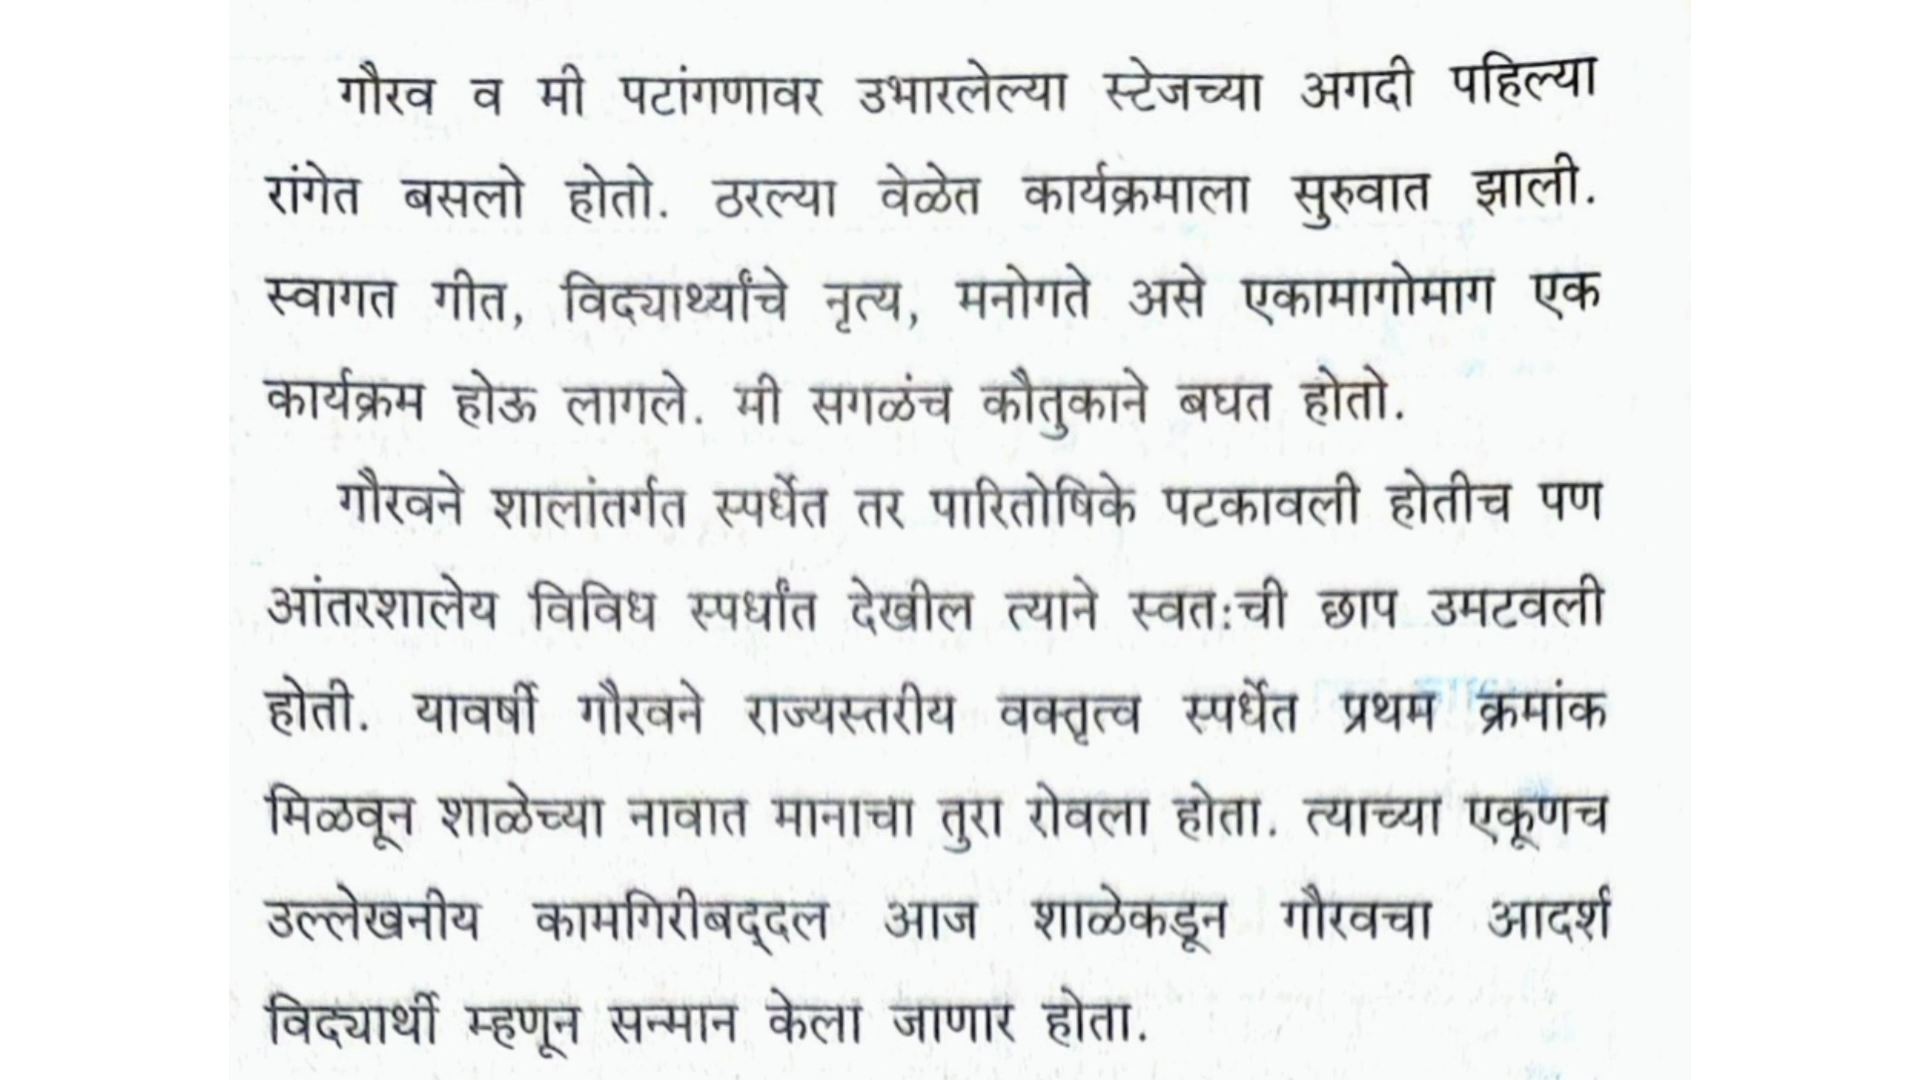 गौरव व मी पटांगणावर उभारलेल्या स्टेजच्या अगदी पहिल्या
रांगेत बसलो होतो. ठरल्या वेळेत कार्यक्रमाला सुरुवात झाली.
स्वागत गीत, विद्यार्थ्यांचे नृत्य, मनोगते असे एकामागोमाग एक
कार्यक्रम होऊ लागले. मी सगळंच कौतुकाने बघत होतो.
गौरवने शालांतर्गत स्पर्धेत तर पारितोषिके पटकावली होतीच पण
आंतरशालेय विविध स्पर्धांत देखील त्याने स्वत:ची छाप उमटवली
होती. यावर्षी गौरवने राज्यस्तरीय वक्तृत्व स्पर्धेत प्रथम क्रमांक
मिळवून शाळेच्या नावात मानाचा तुरा रोवला होता. त्याच्या एकूणच
उल्लेखनीय कामगिरीबद्‌दल आज शाळेकडून गौरवचा आदर्श
विद्यार्थी म्हणून सन्मान केला जाणार होता.